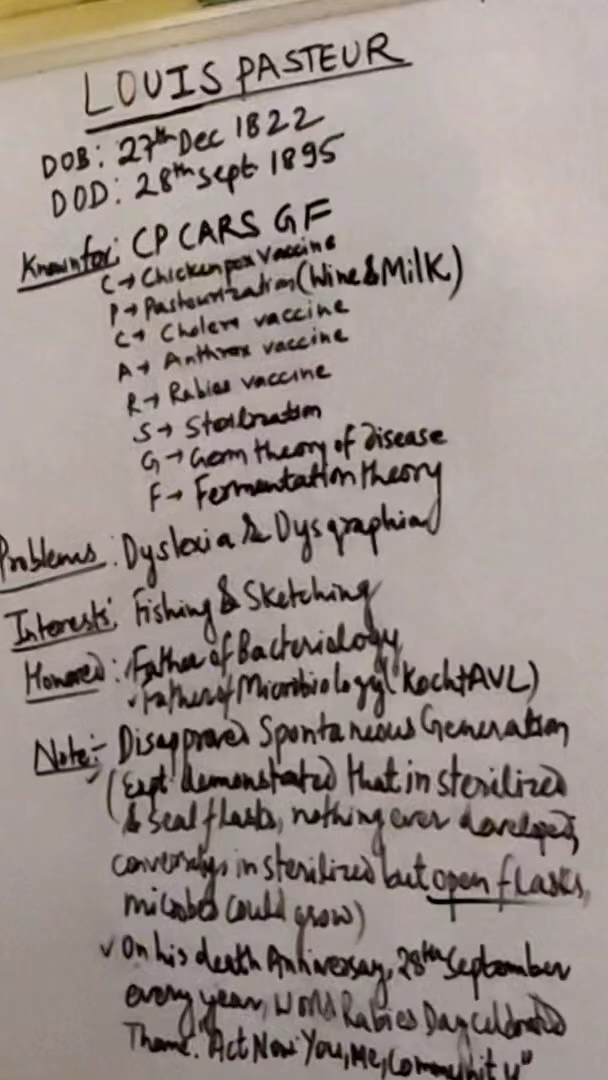 LOUIS PASTEUR
DOB: 27th Dec 1822
DOD: 28th Sept 1895
Known for: CP CARS GF
C → Chickenpox vaccine
P → Pasteurization (Wine & Milk)
C → Cholera vaccine
A → Anthrax vaccine
R → Rabies vaccine
S → Sterilization
G → Germ theory of disease
F → Fermentation theory
Problems: Dyslexia & Dysgraphia
Interests: Fishing & Sketching
Honored: Father of Bacteriology
Father of Microbiology (Koch + AVL)
Note:- Disapproved Spontaneous Generation
(Expt demonstrated that in sterilized
& seal flasks, nothing ever developed,
conversely, in sterilized but open flasks,
microbes could grow)
✓ On his death Anniversary, 28th September
every year, World Rabies Day celebrated
Theme: "Act Now You, Me, Community"